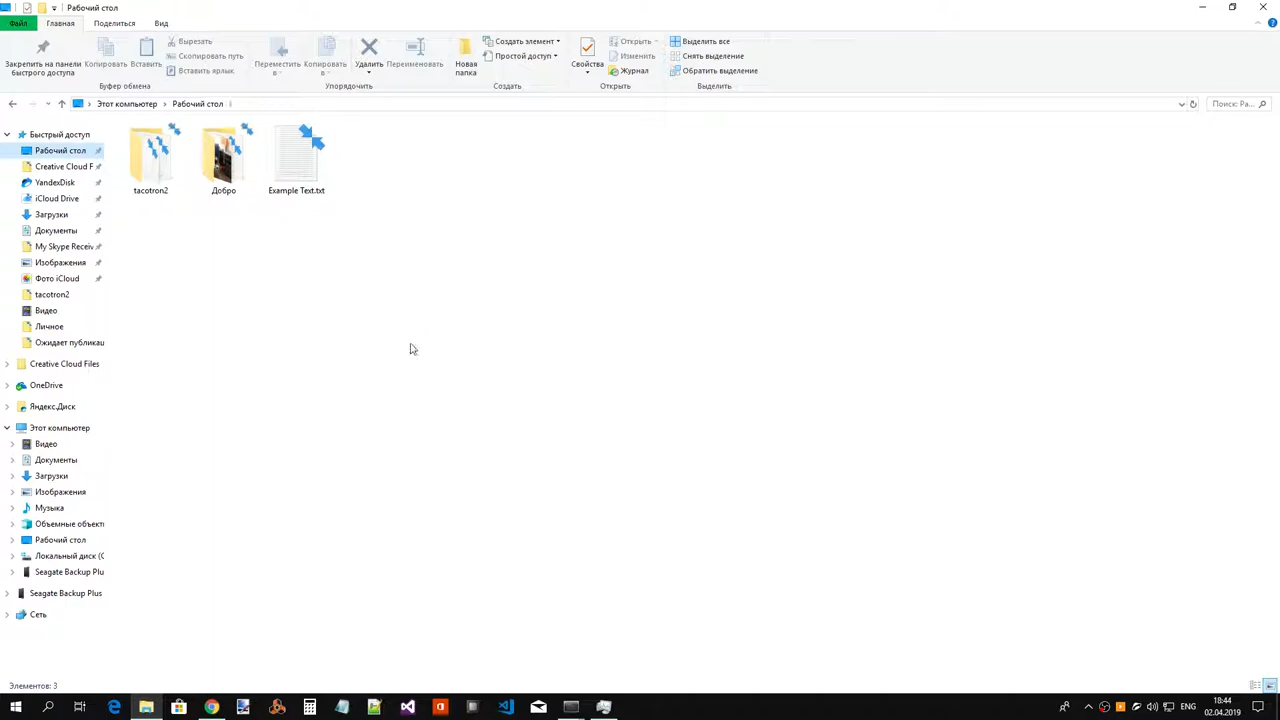 Рабочий стол
Файл Главная Поделиться Вид
Закрепить на панели быстрого доступа
Копировать
Вставить
Вырезать
Скопировать путь
Вставить ярлык
Буфер обмена
Переместить в
Копировать в
Удалить
Переименовать
Упорядочить
Новая папка
Создать элемент
Простой доступ
Создать
Свойства
Открыть
Изменить
Журнал
Открыть
Выделить все
Снять выделение
Обратить выделение
Выделить
Этот компьютер > Рабочий стол
Поиск: Ра...
Быстрый доступ
Рабочий стол
Creative Cloud F
YandexDisk
iCloud Drive
Загрузки
Документы
My Skype Receiv
Изображения
Фото iCloud
tacotron2
Видео
Личное
Ожидает публикац
Creative Cloud Files
OneDrive
Яндекс.Диск
Этот компьютер
Видео
Документы
Загрузки
Изображения
Музыка
Объемные объект
Рабочий стол
Локальный диск (С
Seagate Backup Plu
Seagate Backup Plus
Сеть
tacotron2
Добро
Example Text.txt
Элементов: 3
ENG
18:44
02.04.2019